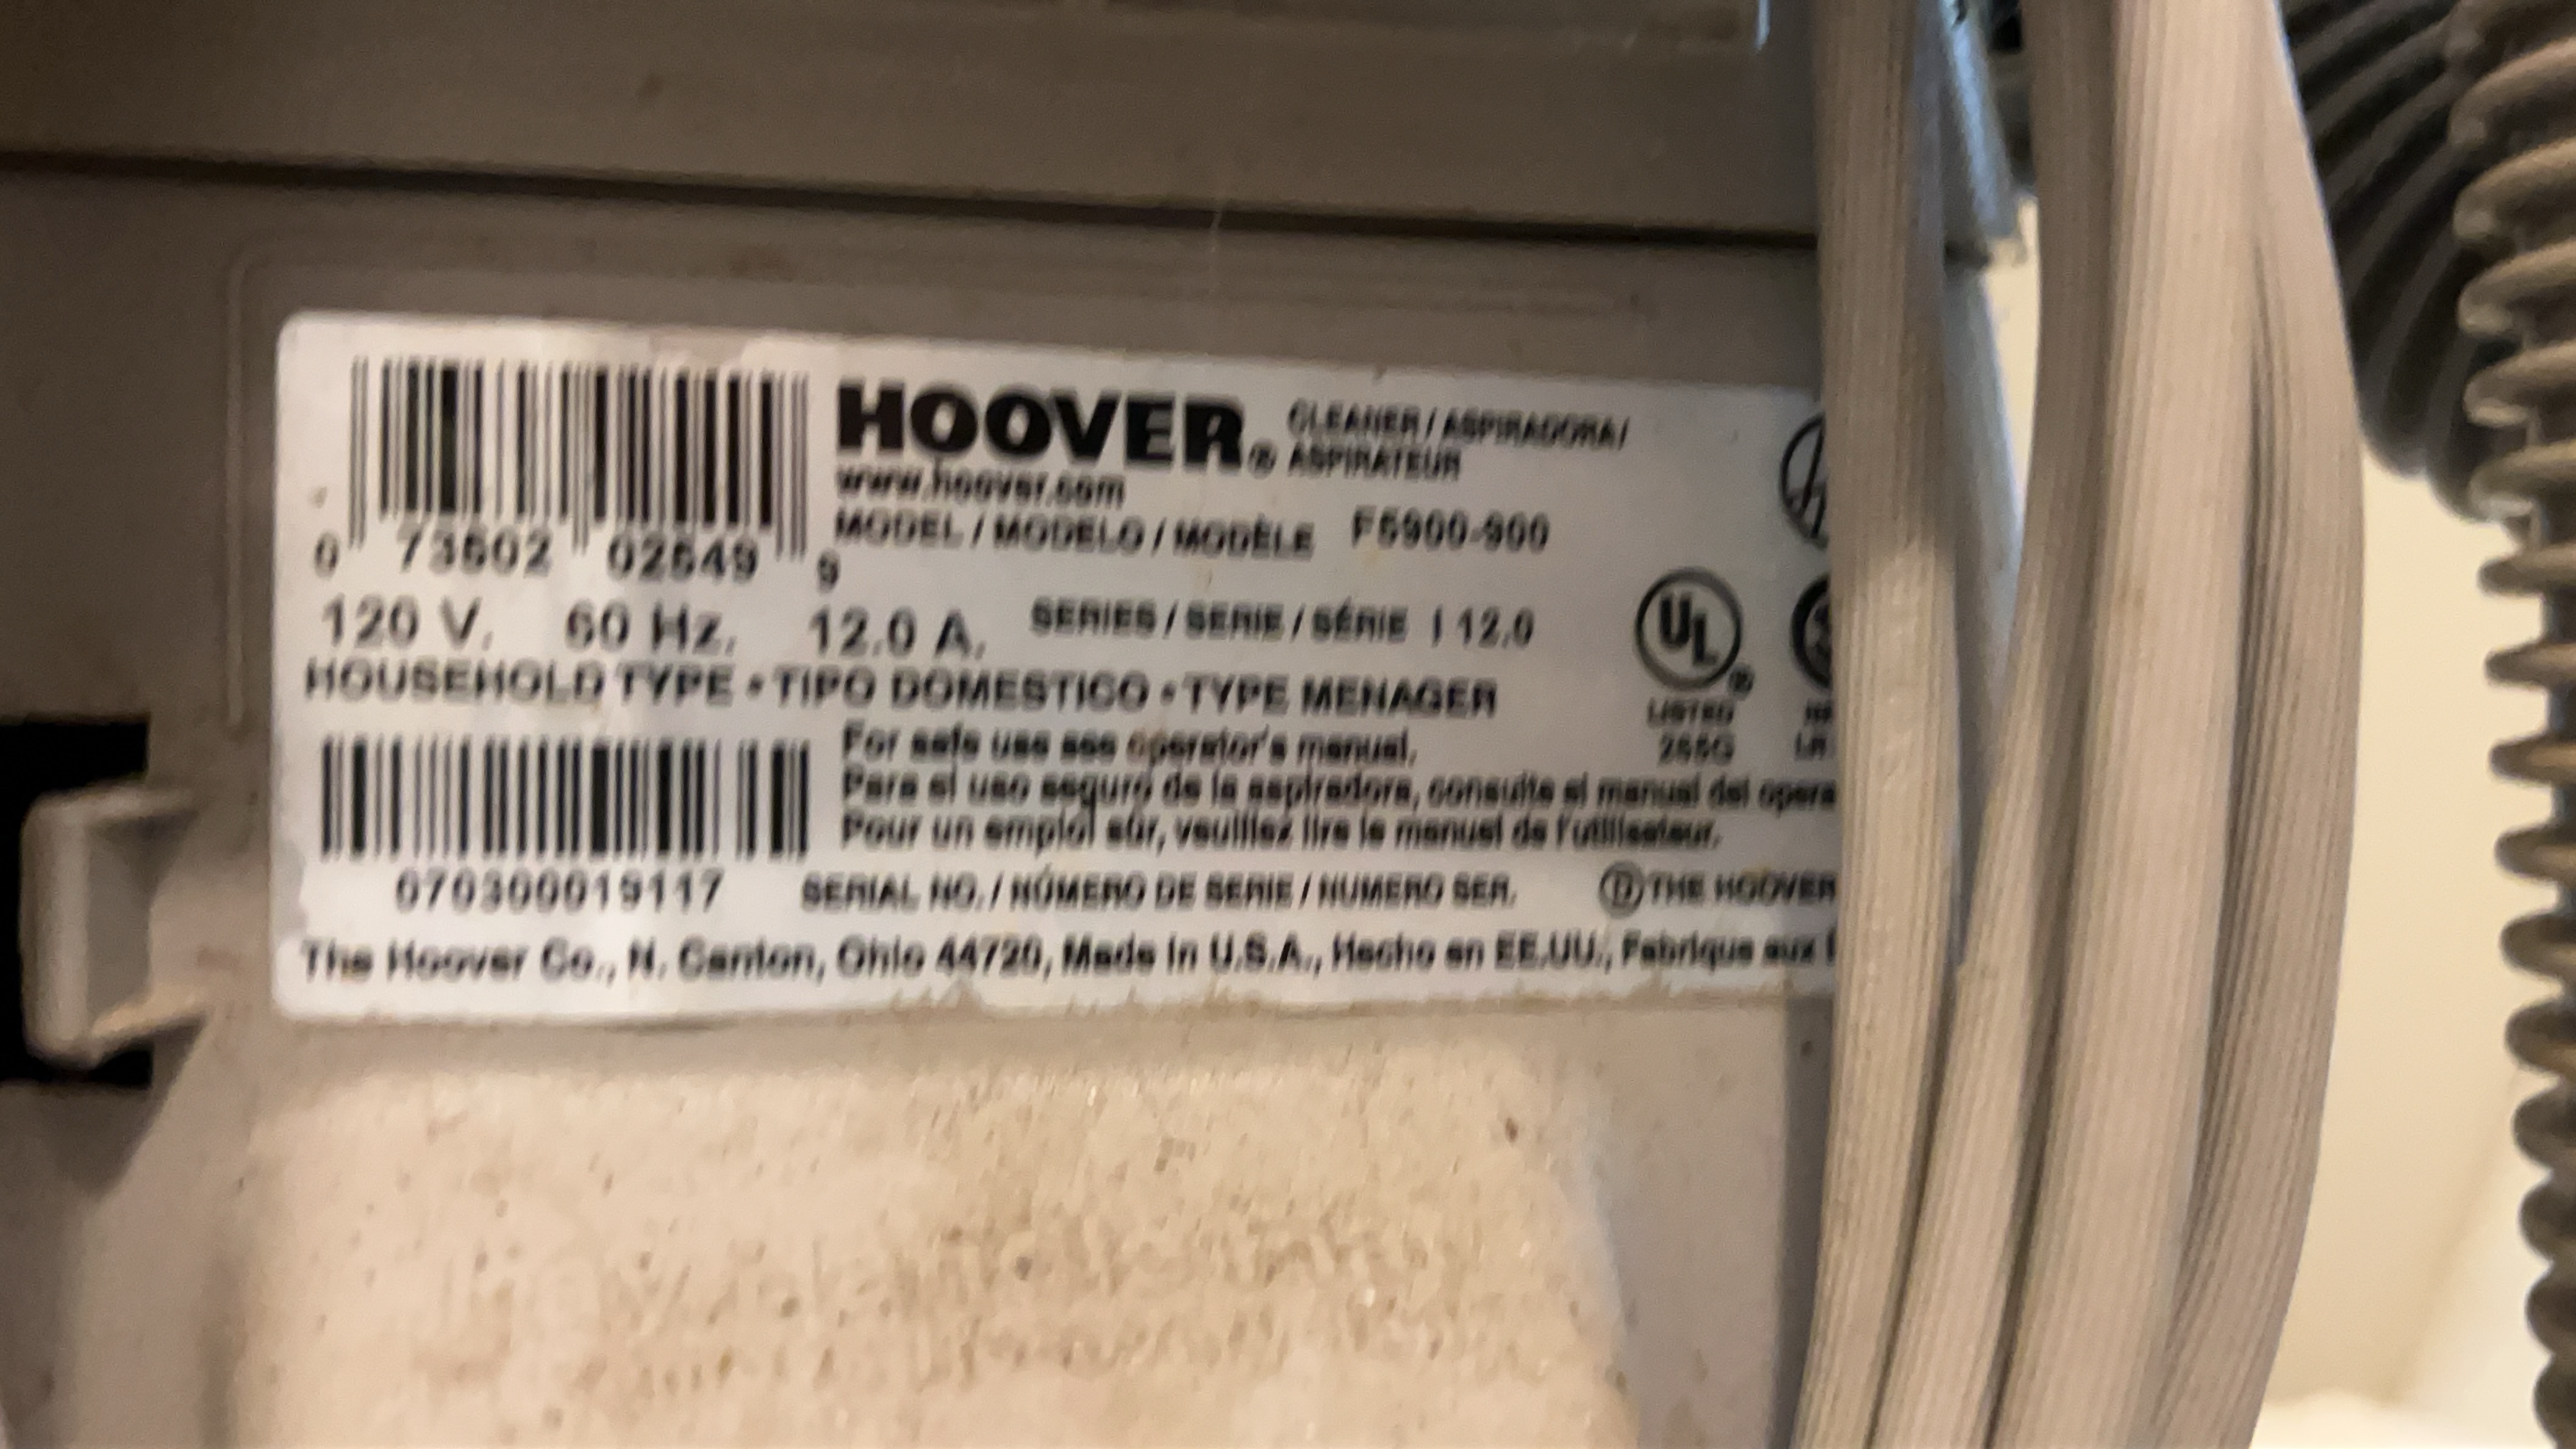 HOOVER® CLEANER / ASPIRADORA /
ASPIRATEUR
www.hoover.com
MODEL / MODELO / MODÈLE F5900-900
0 73502 02649 9
120 V. 60 Hz. 12.0 A. SERIES / SERIE / SÉRIE I 12.0
UL®
LISTED
HOUSEHOLD TYPE • TIPO DOMESTICO • TYPE MENAGER
For safe use see operator's manual.
Para el uso seguro de la aspiradora, consulte el manual del opera
Pour un emploi sûr, veuillez lire le manuel de l'utilisateur.
070300019117 SERIAL NO. / NÚMERO DE SERIE / NUMERO SER. THE HOOVER
The Hoover Co., N. Canton, Ohio 44720, Made in U.S.A., Hecho en EE.UU., Fabrique aux